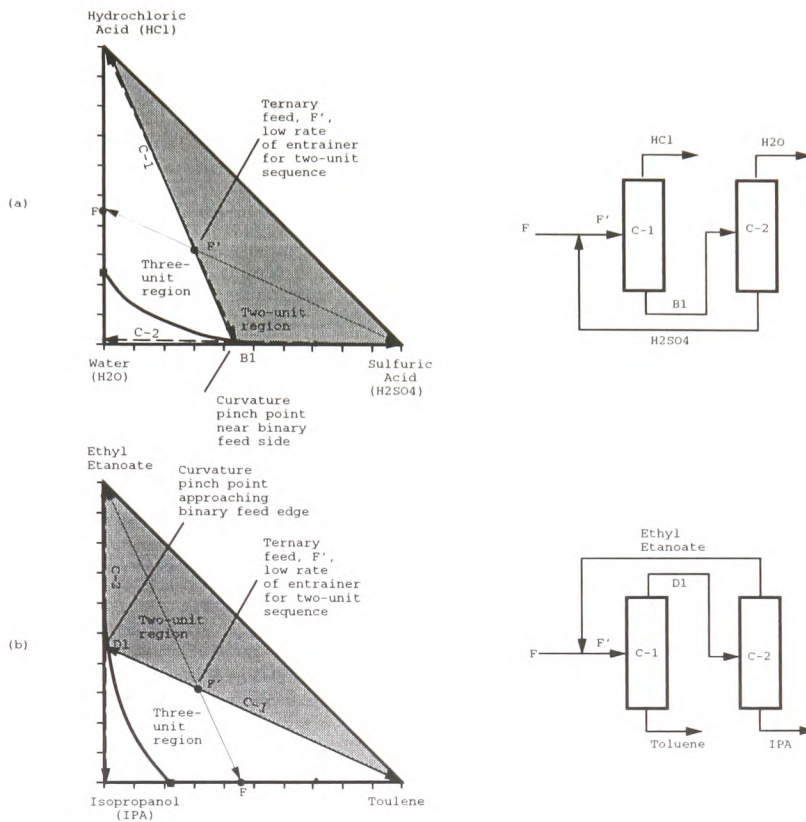 Hydrochloric
Acid (HCl)
(a)
C-1
Ternary
feed, F',
low rate
of entrainer
for two-unit
sequence
F
F'
Three-
unit
region
Two-unit
region
C-2
B1
Water
(H2O)
Sulfuric
Acid
(H2SO4)
Curvature
pinch point
near binary
feed side
HCl
H2O
F
F'
C-1
C-2
B1
H2SO4
(b)
Ethyl
Etanoate
Curvature
pinch point
approaching
binary feed edge
Ternary
feed, F',
low rate
of entrainer
for two-unit
sequence
C-2
Two-unit
region
D1
F'
C-1
Three-
unit
region
F
Isopropanol
(IPA)
Toulene
Ethyl
Etanoate
D1
F
F'
C-1
C-2
Toluene
IPA